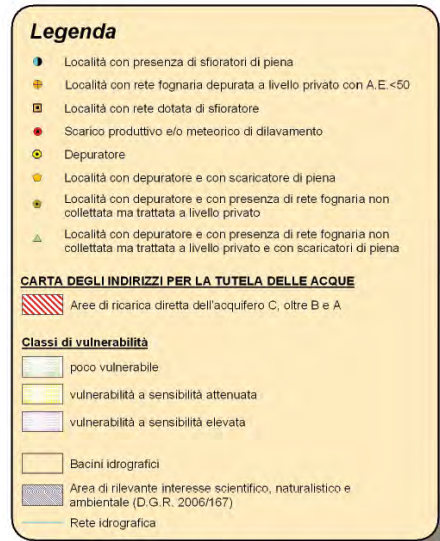 Legenda
Località con presenza di sfioratori di piena
Località con rete fognaria depurata a livello privato con A.E.<50
Località con rete dotata di sfioratore
Scarico produttivo e/o meteorico di dilavamento
Depuratore
Località con depuratore e con scaricatore di piena
Località con depuratore e con presenza di rete fognaria non
collettata ma trattata a livello privato
Località con depuratore e con presenza di rete fognaria non
collettata ma trattata a livello privato e con scaricatori di piena
CARTA DEGLI INDIRIZZI PER LA TUTELA DELLE ACQUE
Aree di ricarica diretta dell'acquifero C, oltre B e A
Classi di vulnerabilità
poco vulnerabile
vulnerabilità a sensibilità attenuata
vulnerabilità a sensibilità elevata
Bacini idrografici
Area di rilevante interesse scientifico, naturalistico e
ambientale (D.G.R. 2006/167)
Rete idrografica